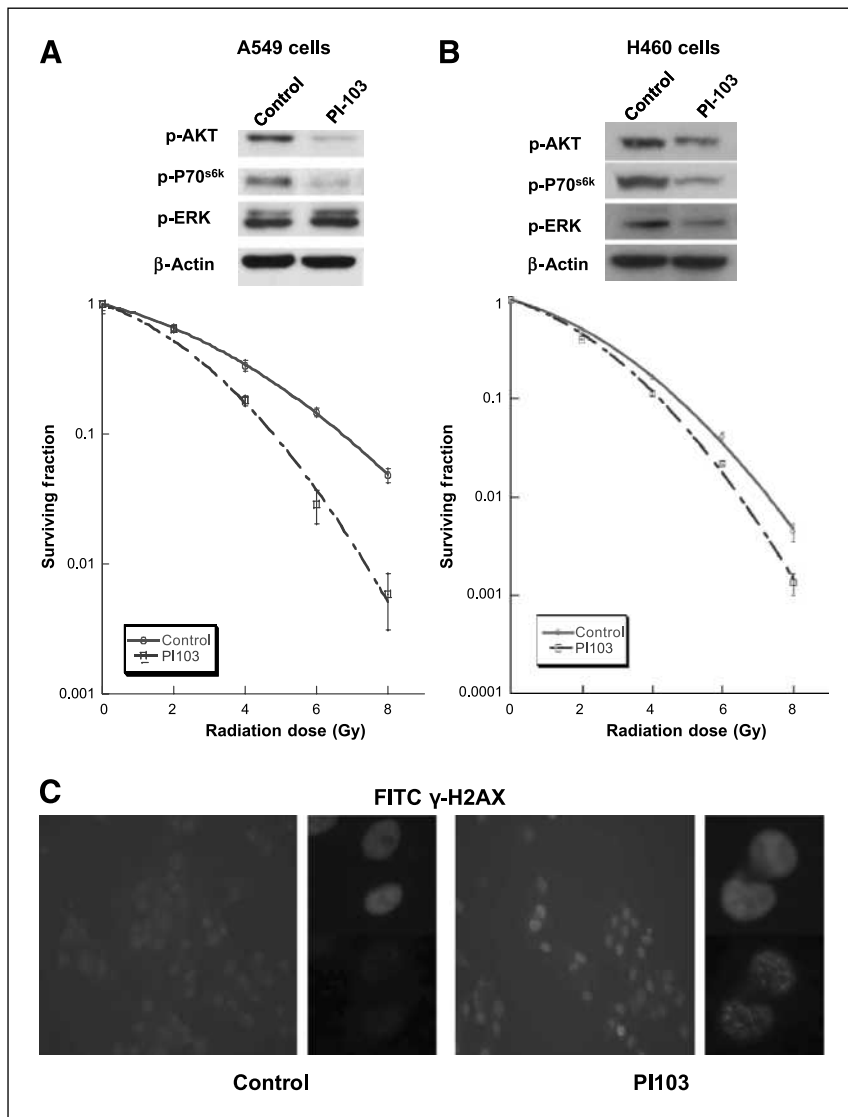 A
A549 cells
Control
PI-103
p-AKT
p-P70s6k
p-ERK
β-Actin
1
0.1
0.01
0.001
Surviving fraction
Control
PI103
0
2
4
6
8
Radiation dose (Gy)
B
H460 cells
Control
PI-103
p-AKT
p-P70s6k
p-ERK
β-Actin
1
0.1
0.01
0.001
0.0001
Surviving fraction
Control
PI103
0
2
4
6
8
Radiation dose (Gy)
C
FITC γ-H2AX
Control
PI103